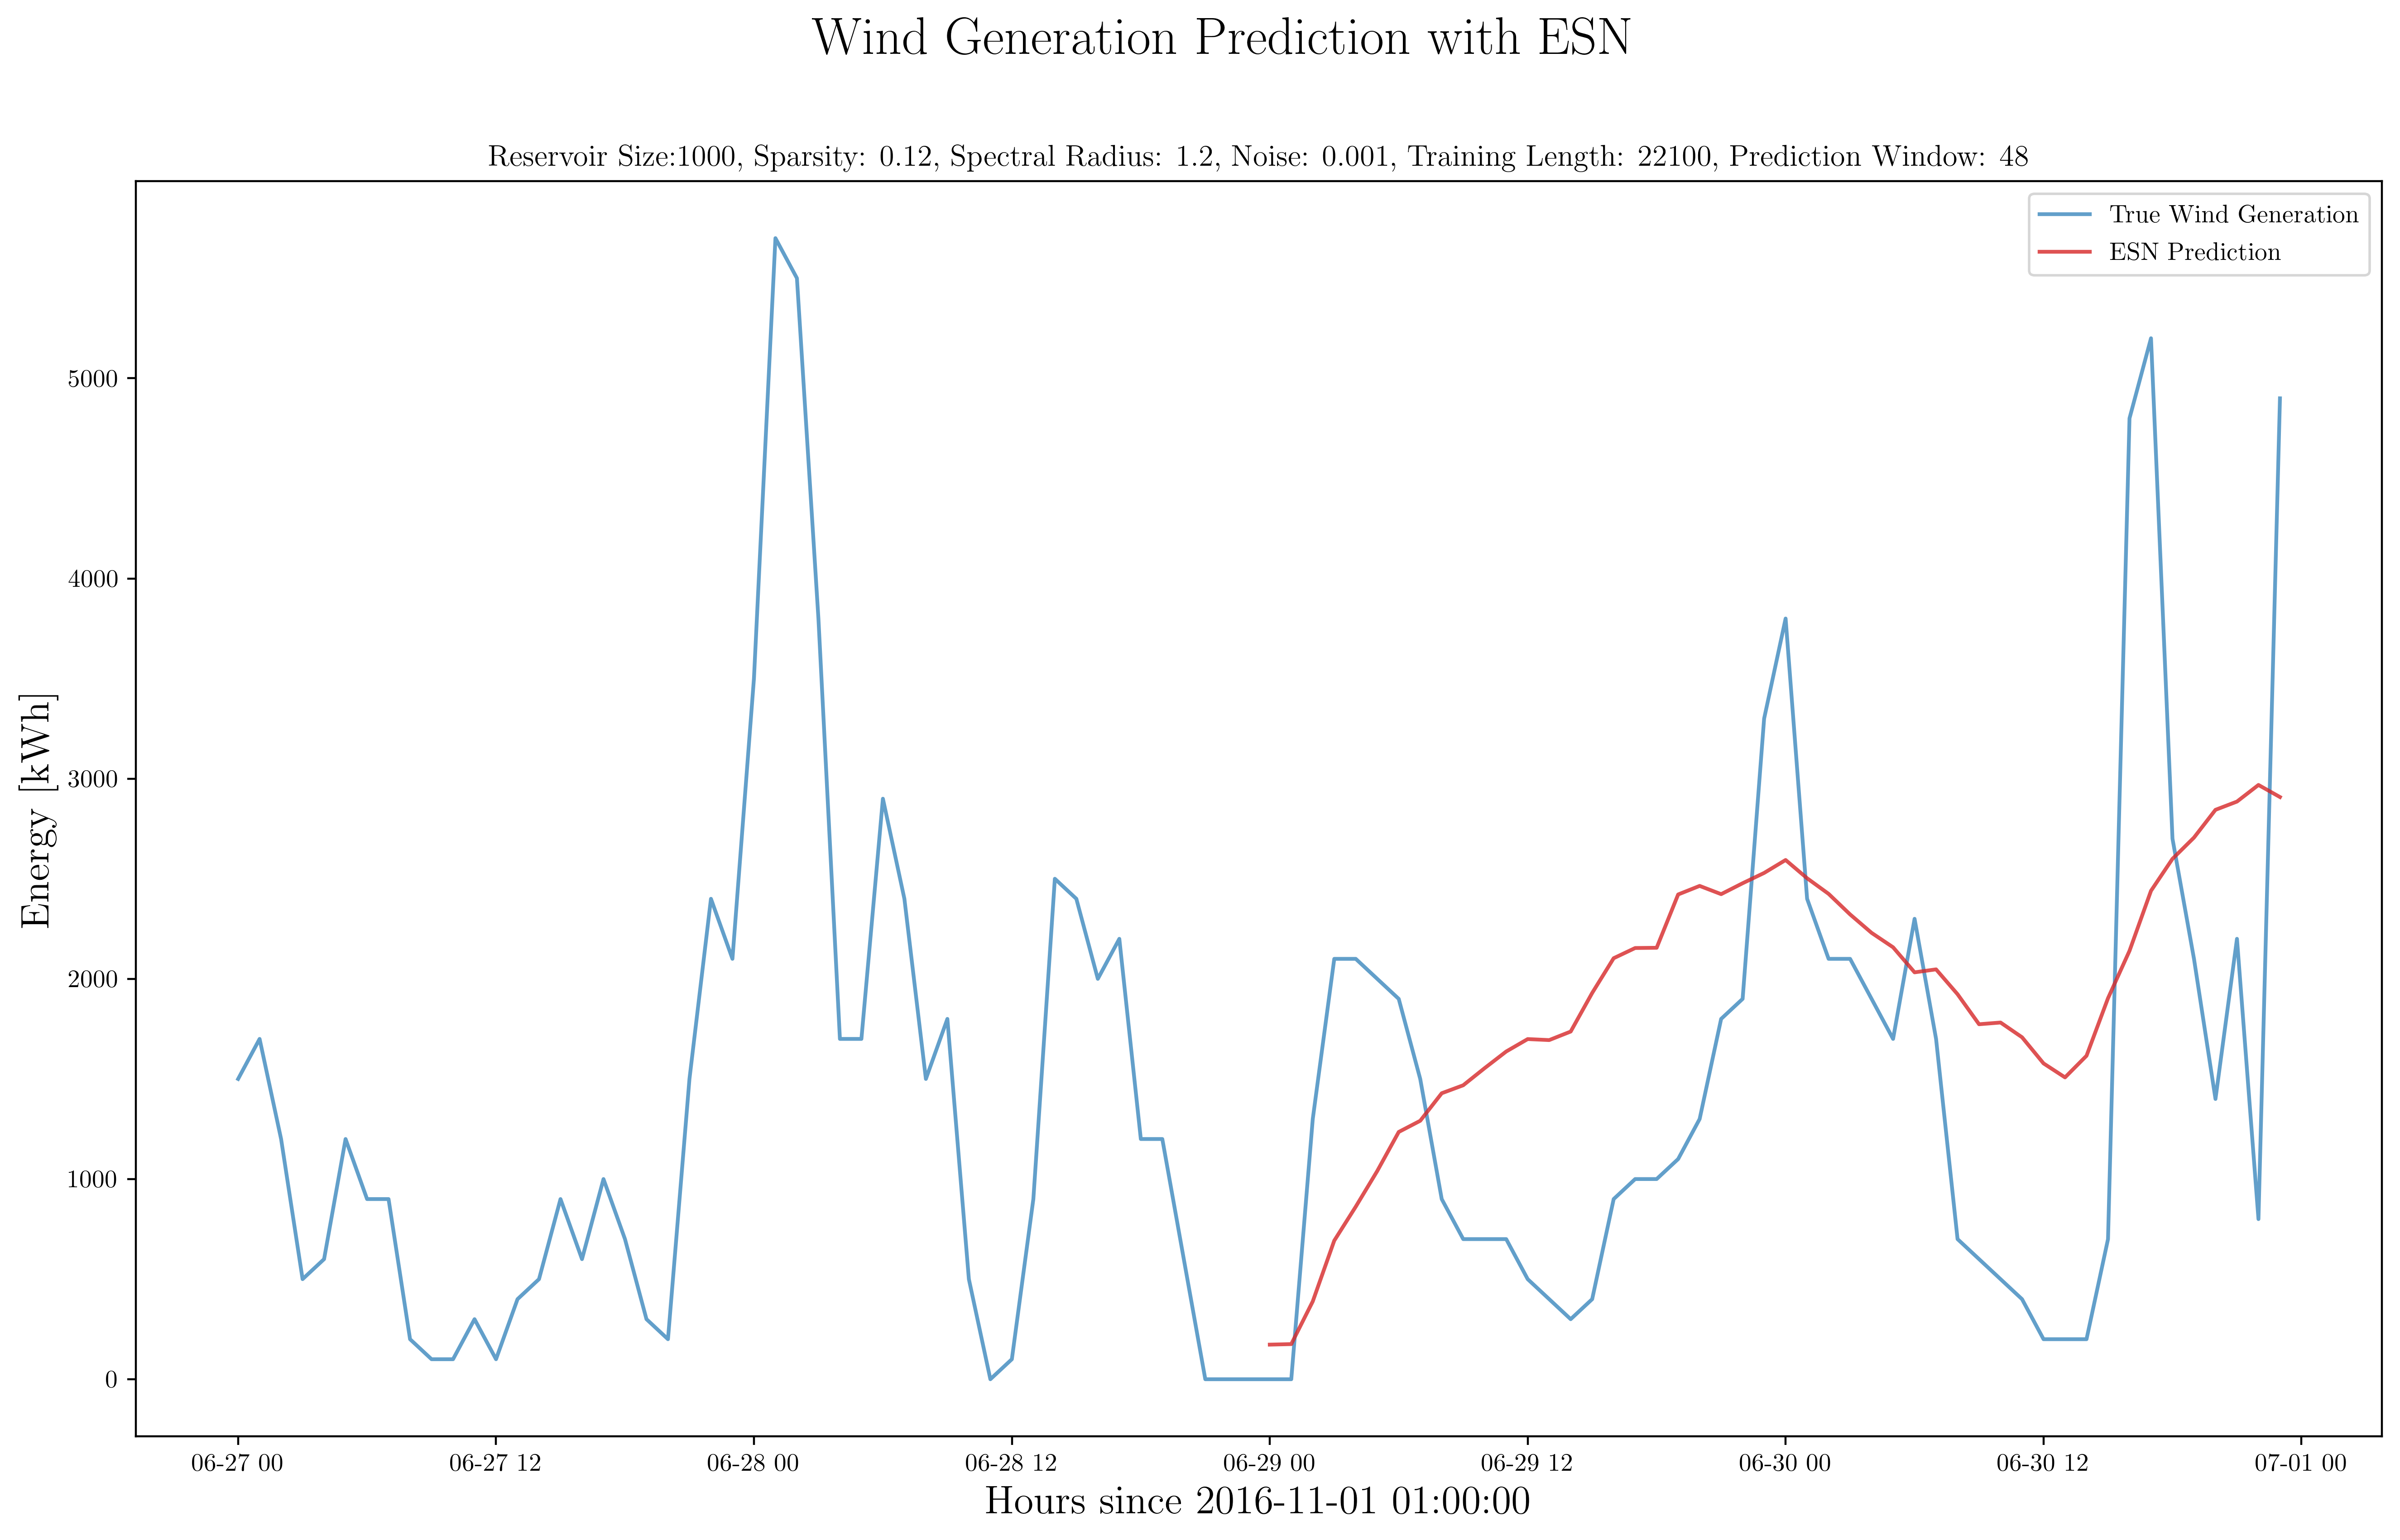 Wind Generation Prediction with ESN
Reservoir Size:1000, Sparsity: 0.12, Spectral Radius: 1.2, Noise: 0.001, Training Length: 22100, Prediction Window: 48
True Wind Generation
ESN Prediction
Energy [kWh]
5000
4000
3000
2000
1000
0
06-27 00
06-27 12
06-28 00
06-28 12
06-29 00
06-29 12
06-30 00
06-30 12
07-01 00
Hours since 2016-11-01 01:00:00